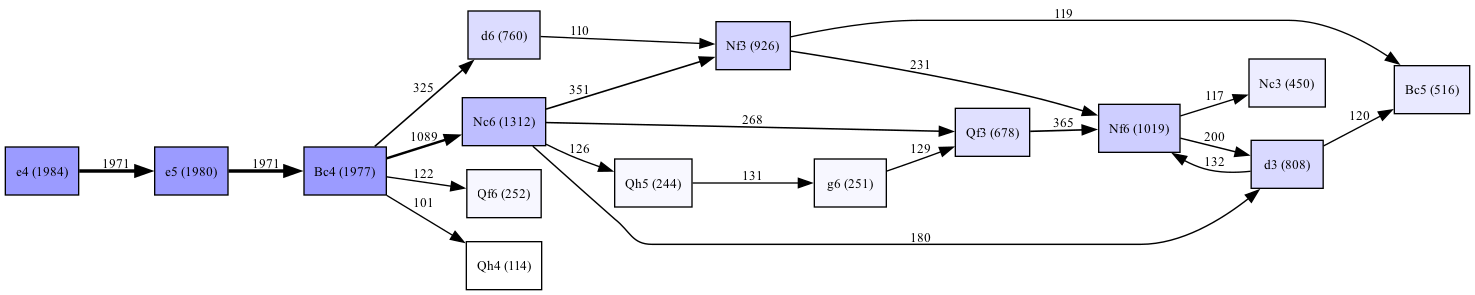 e4 (1984)
1971
e5 (1980)
1971
Bc4 (1977)
325
1089
122
101
d6 (760)
Nc6 (1312)
Qf6 (252)
Qh4 (114)
110
351
268
126
180
Nf3 (926)
Qh5 (244)
131
g6 (251)
129
Qf3 (678)
119
231
365
Nf6 (1019)
117
200
132
Nc3 (450)
d3 (808)
120
Bc5 (516)